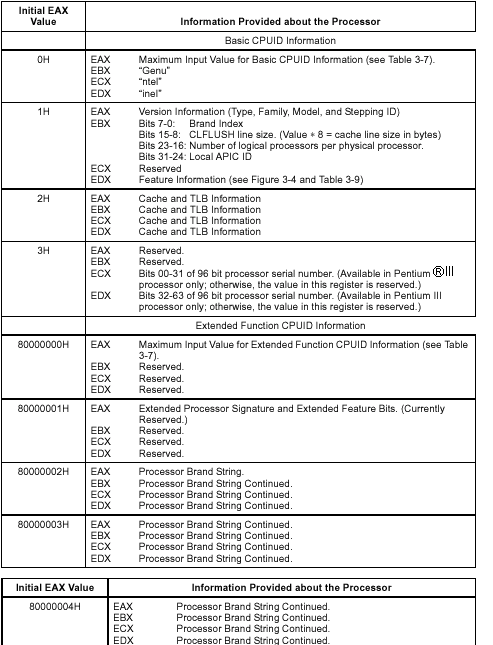 Initial EAX Value Information Provided about the Processor
Basic CPUID Information
0H EAX Maximum Input Value for Basic CPUID Information (see Table 3-7).
EBX “Genu”
ECX “ntel”
EDX “ineI”
1H EAX Version Information (Type, Family, Model, and Stepping ID)
EBX Bits 7-0: Brand Index
Bits 15-8: CLFLUSH line size. (Value * 8 = cache line size in bytes)
Bits 23-16: Number of logical processors per physical processor.
Bits 31-24: Local APIC ID
ECX Reserved
EDX Feature Information (see Figure 3-4 and Table 3-9)
2H EAX Cache and TLB Information
EBX Cache and TLB Information
ECX Cache and TLB Information
EDX Cache and TLB Information
3H EAX Reserved.
EBX Reserved.
ECX Bits 00-31 of 96 bit processor serial number. (Available in Pentium ®III
processor only; otherwise, the value in this register is reserved.)
EDX Bits 32-63 of 96 bit processor serial number. (Available in Pentium III
processor only; otherwise, the value in this register is reserved.)
Extended Function CPUID Information
80000000H EAX Maximum Input Value for Extended Function CPUID Information (see Table
3-7).
EBX Reserved.
ECX Reserved.
EDX Reserved.
80000001H EAX Extended Processor Signature and Extended Feature Bits. (Currently
Reserved.)
EBX Reserved.
ECX Reserved.
EDX Reserved.
80000002H EAX Processor Brand String.
EBX Processor Brand String Continued.
ECX Processor Brand String Continued.
EDX Processor Brand String Continued.
80000003H EAX Processor Brand String Continued.
EBX Processor Brand String Continued.
ECX Processor Brand String Continued.
EDX Processor Brand String Continued.
Initial EAX Value Information Provided about the Processor
80000004H EAX Processor Brand String Continued.
EBX Processor Brand String Continued.
ECX Processor Brand String Continued.
EDX Processor Brand String Continued.